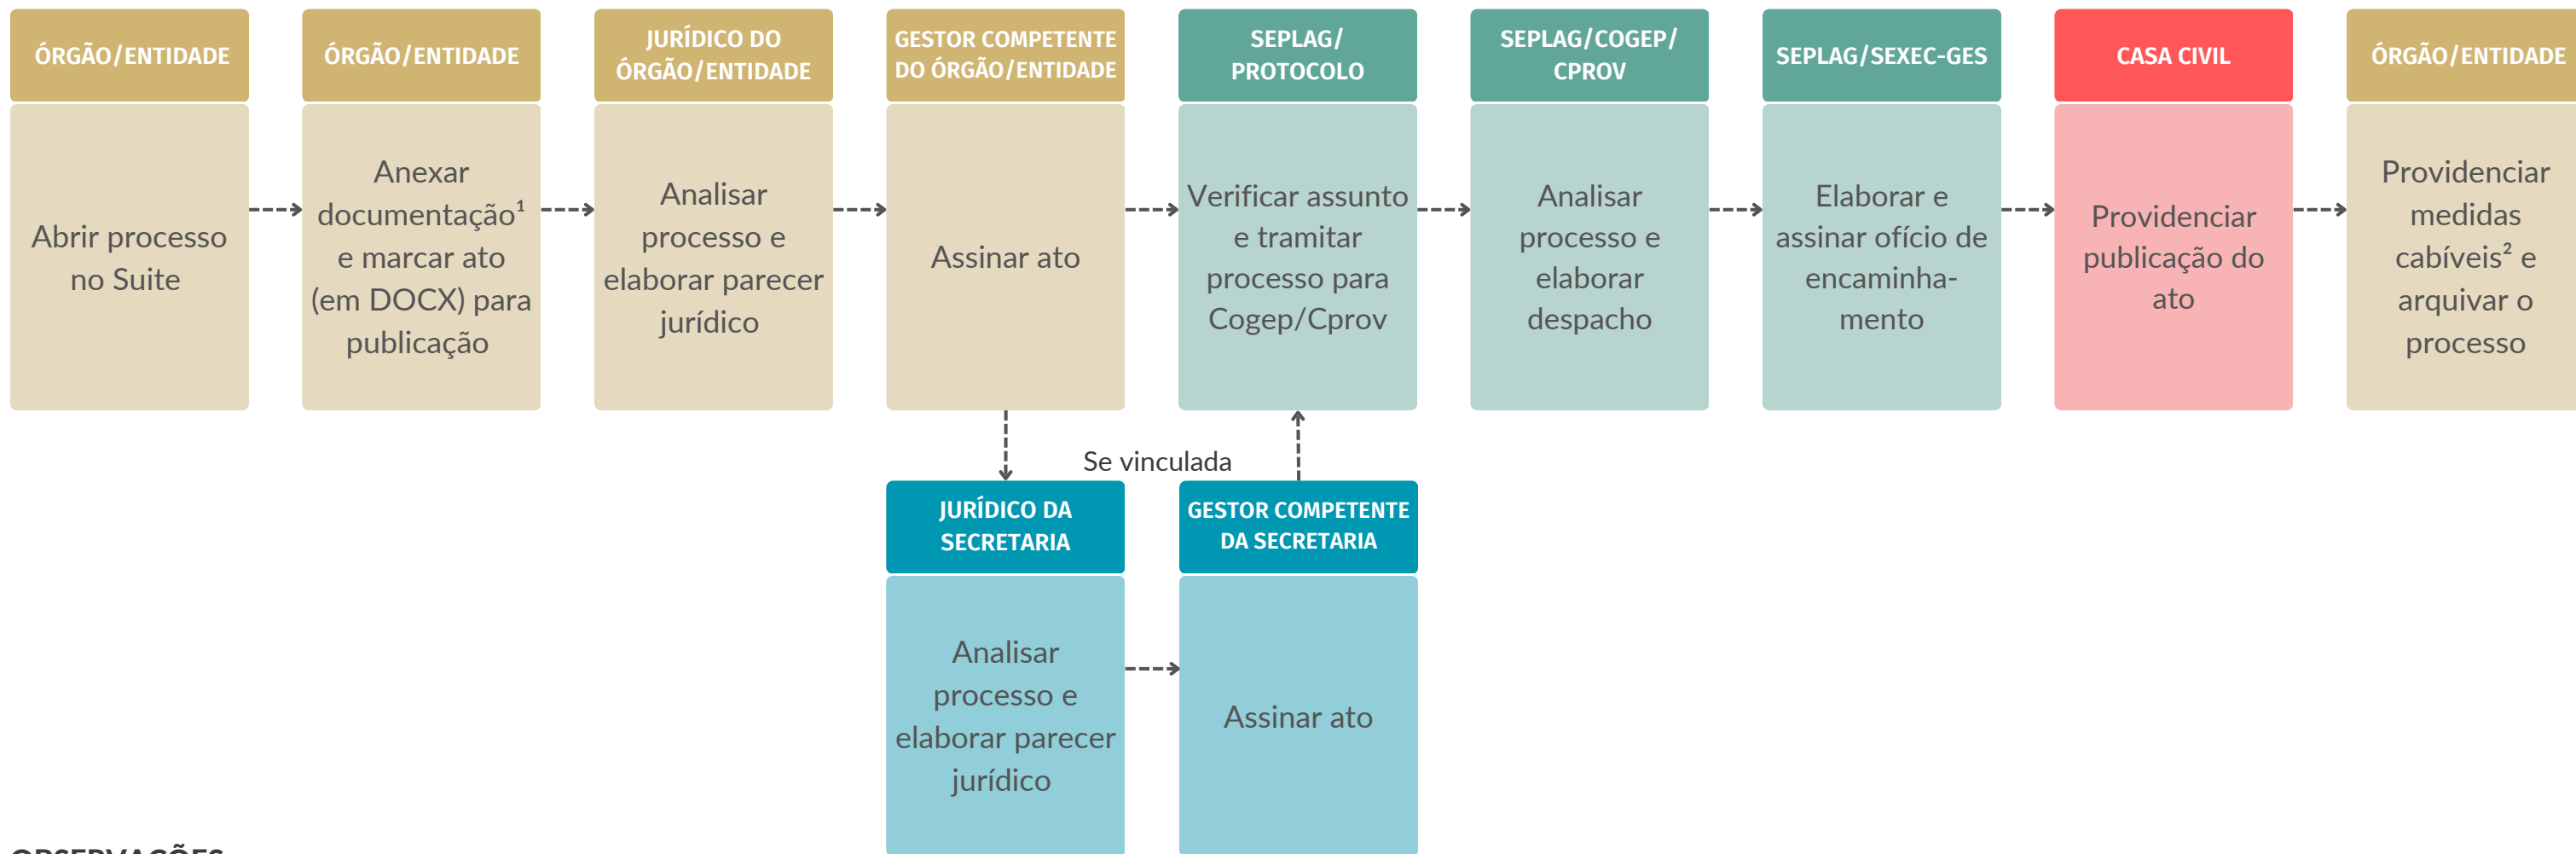 ÓRGÃO/ENTIDADE
Abrir processo
no Suite
ÓRGÃO/ENTIDADE
Anexar
documentação¹
e marcar ato
(em DOCX) para
publicação
JURÍDICO DO
ÓRGÃO/ENTIDADE
Analisar
processo e
elaborar parecer
jurídico
GESTOR COMPETENTE
DO ÓRGÃO/ENTIDADE
Assinar ato
SEPLAG/
PROTOCOLO
Verificar assunto
e tramitar
processo para
Cogep/Cprov
SEPLAG/COGEP/
CPROV
Analisar
processo e
elaborar
despacho
SEPLAG/SEXEC-GES
Elaborar e
assinar ofício de
encaminha-
mento
CASA CIVIL
Providenciar
publicação do
ato
ÓRGÃO/ENTIDADE
Providenciar
medidas
cabíveis² e
arquivar o
processo
Se vinculada
JURÍDICO DA
SECRETARIA
Analisar
processo e
elaborar parecer
jurídico
GESTOR COMPETENTE
DA SECRETARIA
Assinar ato
OBSERVAÇÕES